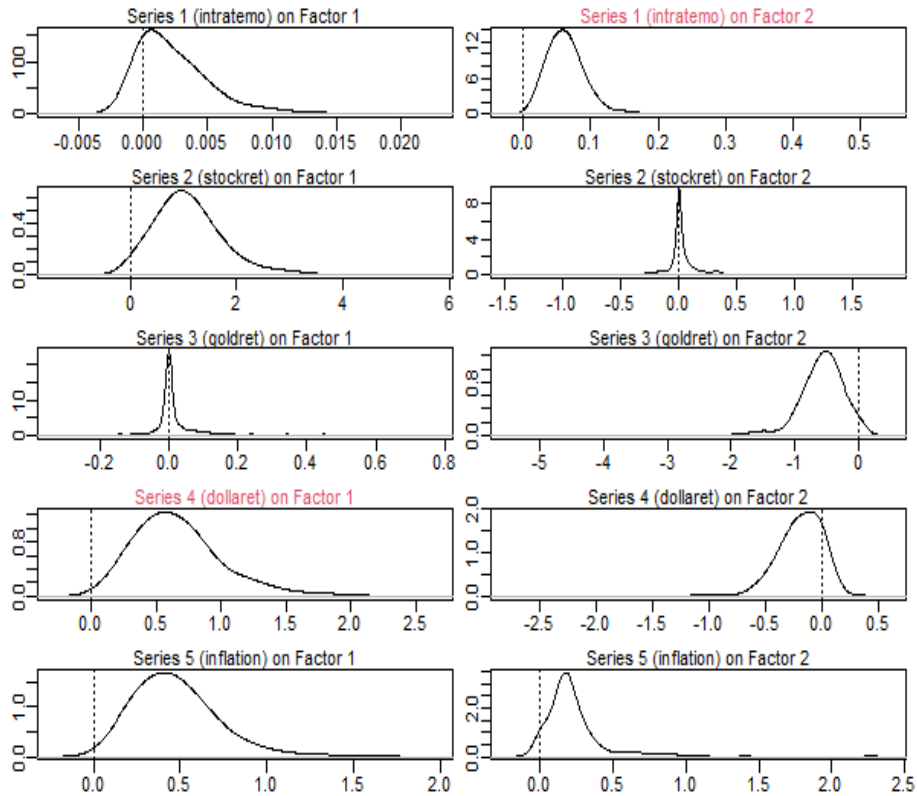 Series 1 (intratemo) on Factor 1
0 100
-0.005 0.000 0.005 0.010 0.015 0.020
Series 1 (intratemo) on Factor 2
0 6 12
0.0 0.1 0.2 0.3 0.4 0.5
Series 2 (stockret) on Factor 1
0.0 0.4
0 2 4 6
Series 2 (stockret) on Factor 2
0 4 8
-1.5 -1.0 -0.5 0.0 0.5 1.0 1.5
Series 3 (goldret) on Factor 1
0 10
-0.2 0.0 0.2 0.4 0.6 0.8
Series 3 (goldret) on Factor 2
0.0 0.8
-5 -4 -3 -2 -1 0
Series 4 (dollaret) on Factor 1
0.0 0.8
0.0 0.5 1.0 1.5 2.0 2.5
Series 4 (dollaret) on Factor 2
0.0 1.0 2.0
-2.5 -2.0 -1.5 -1.0 -0.5 0.0 0.5
Series 5 (inflation) on Factor 1
0.0 1.0
0.0 0.5 1.0 1.5 2.0
Series 5 (inflation) on Factor 2
0.0 2.0
0.0 0.5 1.0 1.5 2.0 2.5